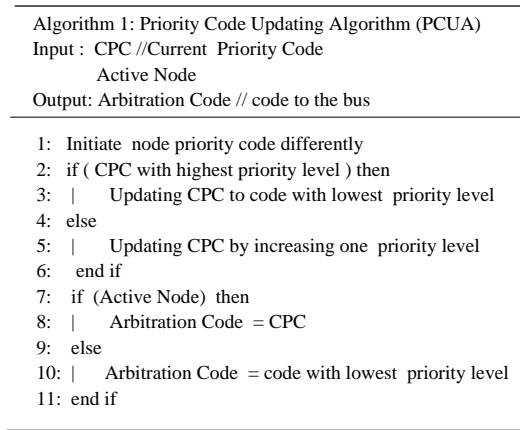 Algorithm 1: Priority Code Updating Algorithm (PCUA)
Input : CPC //Current Priority Code
Active Node
Output: Arbitration Code // code to the bus
1: Initiate node priority code differently
2: if ( CPC with highest priority level ) then
3: | Updating CPC to code with lowest priority level
4: else
5: | Updating CPC by increasing one priority level
6: end if
7: if (Active Node) then
8: | Arbitration Code = CPC
9: else
10: | Arbitration Code = code with lowest priority level
11: end if